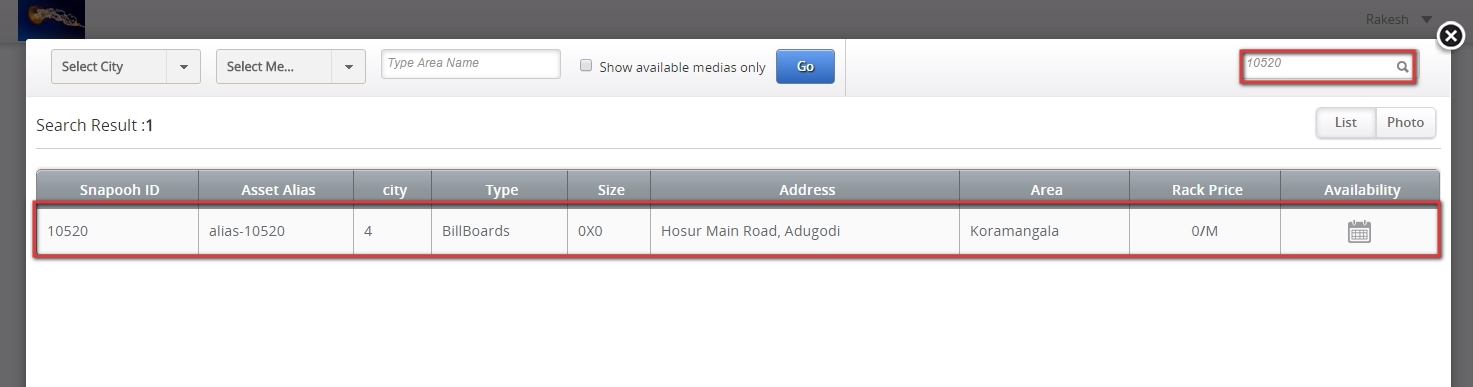 Rakesh
Select City Select Me... Type Area Name Show available medias only Go 10520
Search Result :1 List Photo
Snapooh ID Asset Alias city Type Size Address Area Rack Price Availability
10520 alias-10520 4 BillBoards 0X0 Hosur Main Road, Adugodi Koramangala 0/M